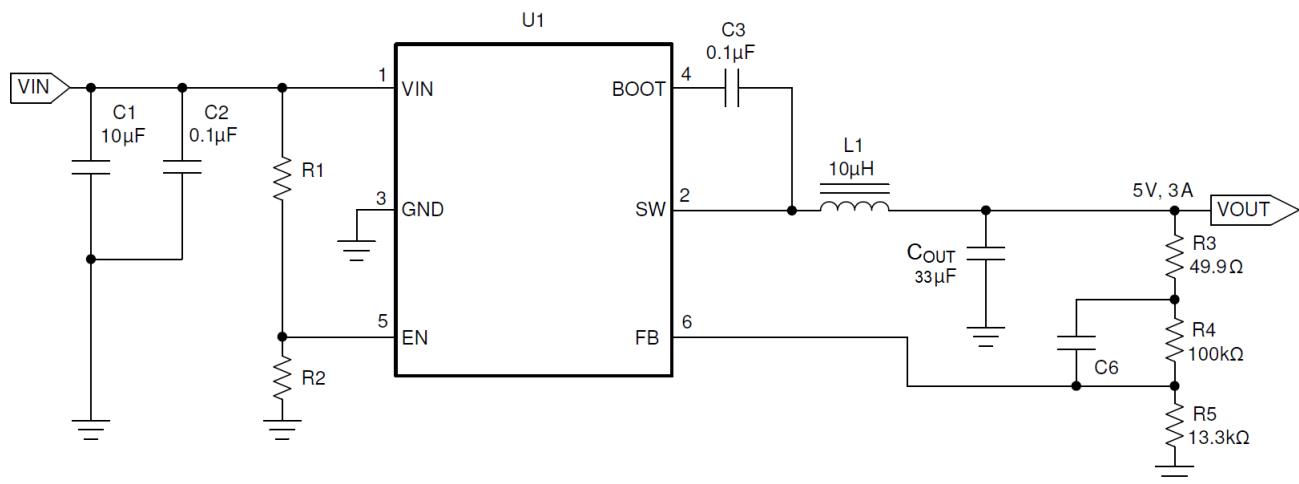 U1
VIN
C1
10µF
C2
0.1µF
R1
R2
1
VIN
3
GND
5
EN
BOOT
4
SW
2
FB
6
C3
0.1µF
L1
10µH
COUT
33µF
5V, 3A
VOUT
R3
49.9Ω
R4
100kΩ
C6
R5
13.3kΩ